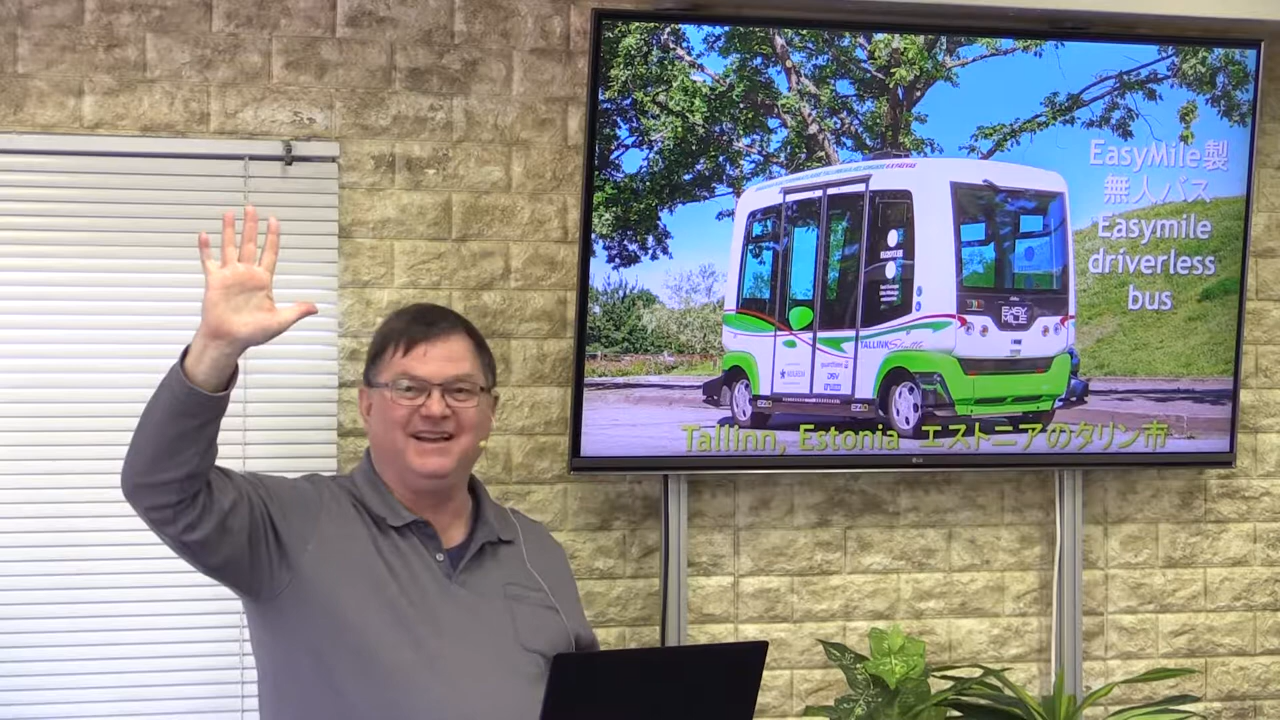 EasyMile製
無人バス
Easymile
driverless
bus
EASY
MILE
TALLINK Shuttle
Tallinn, Estonia エストニアのタリン市
LG